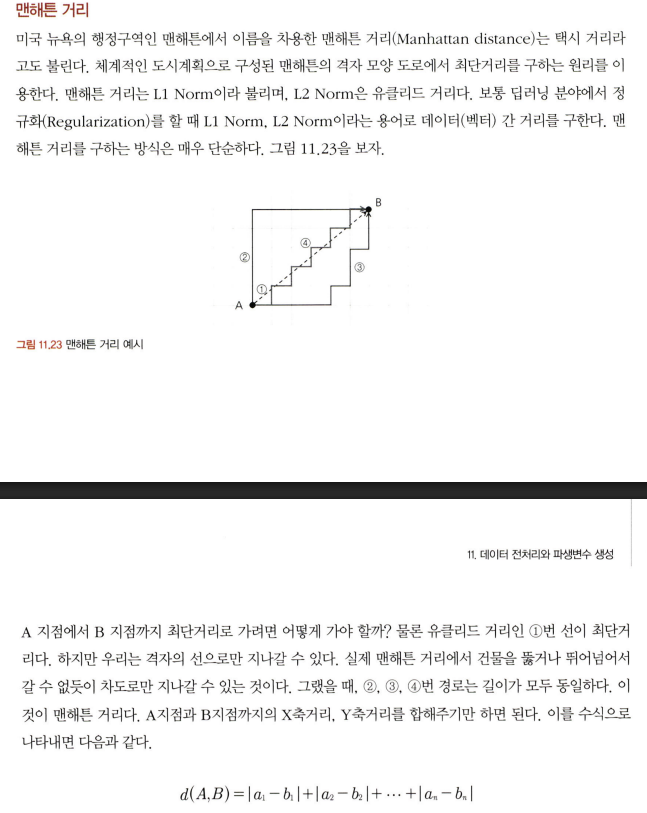 맨해튼 거리
미국 뉴욕의 행정구역인 맨해튼에서 이름을 차용한 맨해튼 거리(Manhattan distance)는 택시 거리라
고도 불린다. 체계적인 도시계획으로 구성된 맨해튼의 격자 모양 도로에서 최단거리를 구하는 원리를 이
용한다. 맨해튼 거리는 L1 Norm이라 불리며, L2 Norm은 유클리드 거리다. 보통 딥러닝 분야에서 정
규화(Regularization)를 할 때 L1 Norm, L2 Norm이라는 용어로 데이터(벡터) 간 거리를 구한다. 맨
해튼 거리를 구하는 방식은 매우 단순하다. 그림 11.23을 보자.
B
④
②
③
①
A
그림 11.23 맨해튼 거리 예시
11. 데이터 전처리와 파생변수 생성
A 지점에서 B 지점까지 최단거리로 가려면 어떻게 가야 할까? 물론 유클리드 거리인 ①번 선이 최단거
리다. 하지만 우리는 격자의 선으로만 지나갈 수 있다. 실제 맨해튼 거리에서 건물을 뚫거나 뛰어넘어서
갈 수 없듯이 차도로만 지나갈 수 있는 것이다. 그랬을 때, ②, ③, ④번 경로는 길이가 모두 동일하다. 이
것이 맨해튼 거리다. A지점과 B지점까지의 X축거리, Y축거리를 합해주기만 하면 된다. 이를 수식으로
나타내면 다음과 같다.
d(A,B)=|a₁-b₁|+|a₂-b₂|+ ⋯ +|aₙ-bₙ|